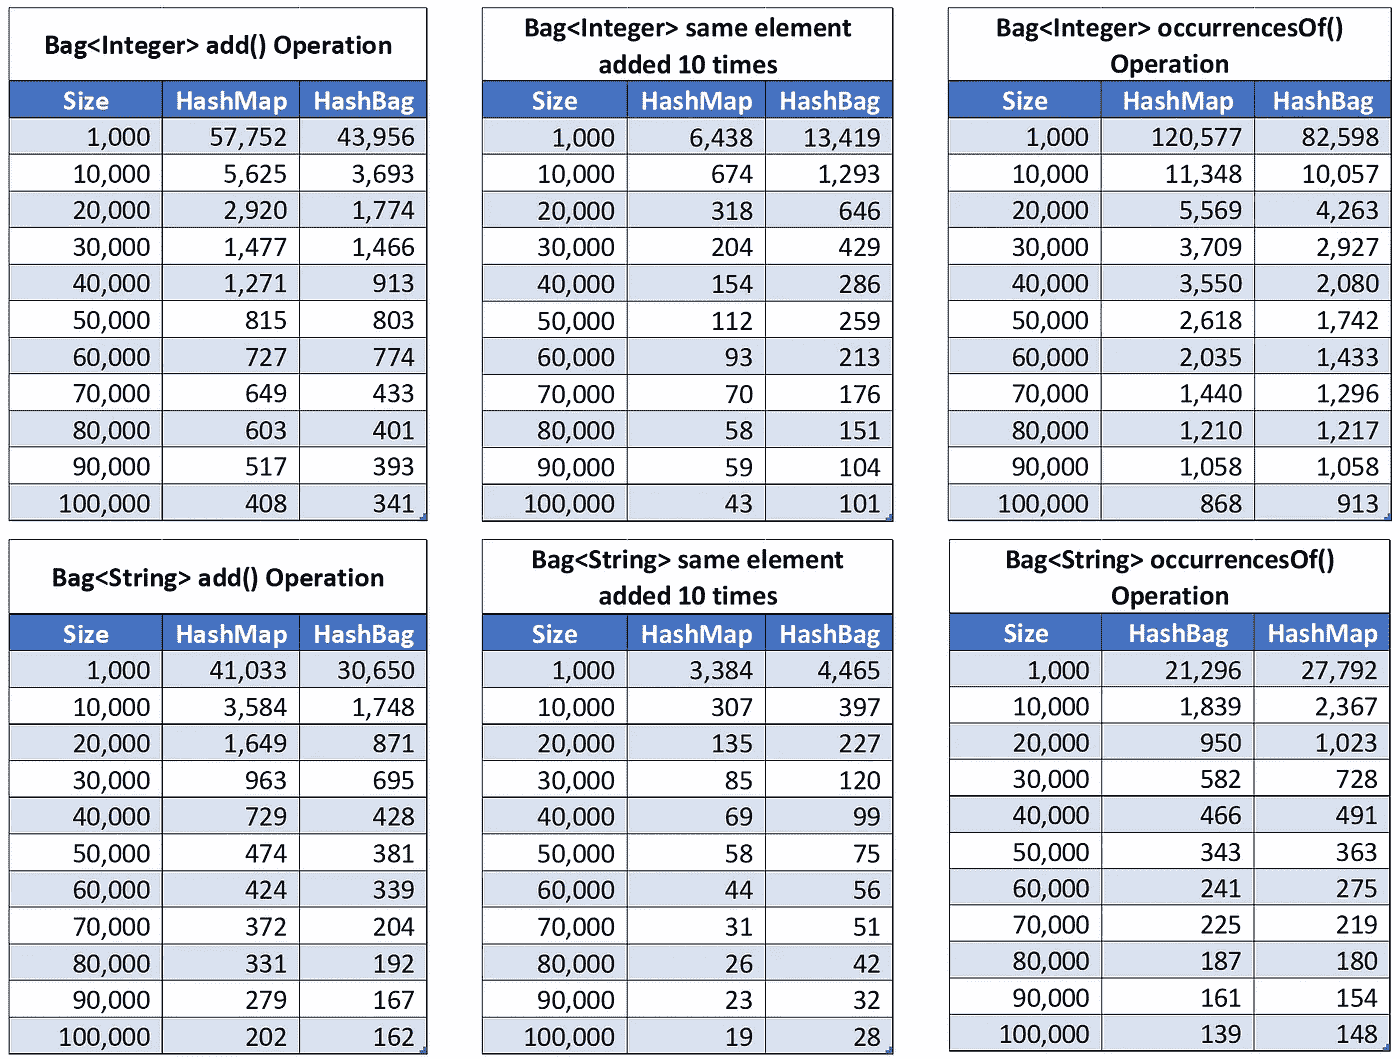 Bag<Integer> add() Operation
Size HashMap HashBag
1,000 57,752 43,956
10,000 5,625 3,693
20,000 2,920 1,774
30,000 1,477 1,466
40,000 1,271 913
50,000 815 803
60,000 727 774
70,000 649 433
80,000 603 401
90,000 517 393
100,000 408 341
Bag<Integer> same element
added 10 times
Size HashMap HashBag
1,000 6,438 13,419
10,000 674 1,293
20,000 318 646
30,000 204 429
40,000 154 286
50,000 112 259
60,000 93 213
70,000 70 176
80,000 58 151
90,000 59 104
100,000 43 101
Bag<Integer> occurrencesOf()
Operation
Size HashMap HashBag
1,000 120,577 82,598
10,000 11,348 10,057
20,000 5,569 4,263
30,000 3,709 2,927
40,000 3,550 2,080
50,000 2,618 1,742
60,000 2,035 1,433
70,000 1,440 1,296
80,000 1,210 1,217
90,000 1,058 1,058
100,000 868 913
Bag<String> add() Operation
Size HashMap HashBag
1,000 41,033 30,650
10,000 3,584 1,748
20,000 1,649 871
30,000 963 695
40,000 729 428
50,000 474 381
60,000 424 339
70,000 372 204
80,000 331 192
90,000 279 167
100,000 202 162
Bag<String> same element
added 10 times
Size HashMap HashBag
1,000 3,384 4,465
10,000 307 397
20,000 135 227
30,000 85 120
40,000 69 99
50,000 58 75
60,000 44 56
70,000 31 51
80,000 26 42
90,000 23 32
100,000 19 28
Bag<String> occurrencesOf()
Operation
Size HashBag HashMap
1,000 21,296 27,792
10,000 1,839 2,367
20,000 950 1,023
30,000 582 728
40,000 466 491
50,000 343 363
60,000 241 275
70,000 225 219
80,000 187 180
90,000 161 154
100,000 139 148